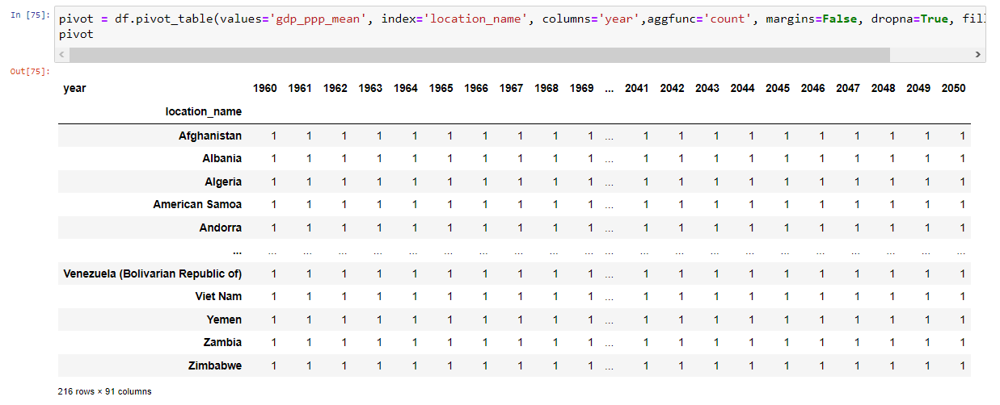 In [75]: pivot = df.pivot_table(values='gdp_ppp_mean', index='location_name', columns='year',aggfunc='count', margins=False, dropna=True, fill
pivot
Out[75]:
year 1960 1961 1962 1963 1964 1965 1966 1967 1968 1969 ... 2041 2042 2043 2044 2045 2046 2047 2048 2049 2050
location_name
Afghanistan 1 1 1 1 1 1 1 1 1 1 ... 1 1 1 1 1 1 1 1 1 1
Albania 1 1 1 1 1 1 1 1 1 1 ... 1 1 1 1 1 1 1 1 1 1
Algeria 1 1 1 1 1 1 1 1 1 1 ... 1 1 1 1 1 1 1 1 1 1
American Samoa 1 1 1 1 1 1 1 1 1 1 ... 1 1 1 1 1 1 1 1 1 1
Andorra 1 1 1 1 1 1 1 1 1 1 ... 1 1 1 1 1 1 1 1 1 1
... ... ... ... ... ... ... ... ... ... ... ... ... ... ... ... ... ... ... ... ... ...
Venezuela (Bolivarian Republic of) 1 1 1 1 1 1 1 1 1 1 ... 1 1 1 1 1 1 1 1 1 1
Viet Nam 1 1 1 1 1 1 1 1 1 1 ... 1 1 1 1 1 1 1 1 1 1
Yemen 1 1 1 1 1 1 1 1 1 1 ... 1 1 1 1 1 1 1 1 1 1
Zambia 1 1 1 1 1 1 1 1 1 1 ... 1 1 1 1 1 1 1 1 1 1
Zimbabwe 1 1 1 1 1 1 1 1 1 1 ... 1 1 1 1 1 1 1 1 1 1
216 rows × 91 columns